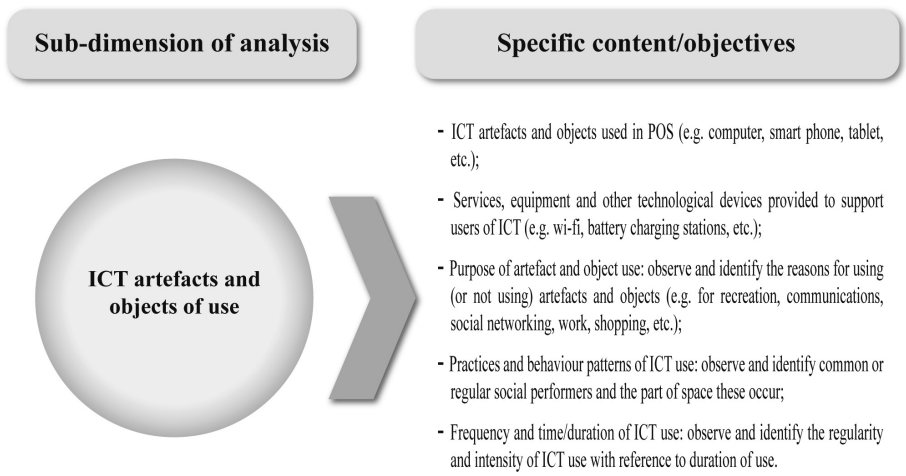 Sub-dimension of analysis
Specific content/objectives
ICT artefacts and
objects of use
- ICT artefacts and objects used in POS (e.g. computer, smart phone, tablet,
etc.);
- Services, equipment and other technological devices provided to support
users of ICT (e.g. wi-fi, battery charging stations, etc.);
- Purpose of artefact and object use: observe and identify the reasons for using
(or not using) artefacts and objects (e.g. for recreation, communications,
social networking, work, shopping, etc.);
- Practices and behaviour patterns of ICT use: observe and identify common or
regular social performers and the part of space these occur;
- Frequency and time/duration of ICT use: observe and identify the regularity
and intensity of ICT use with reference to duration of use.